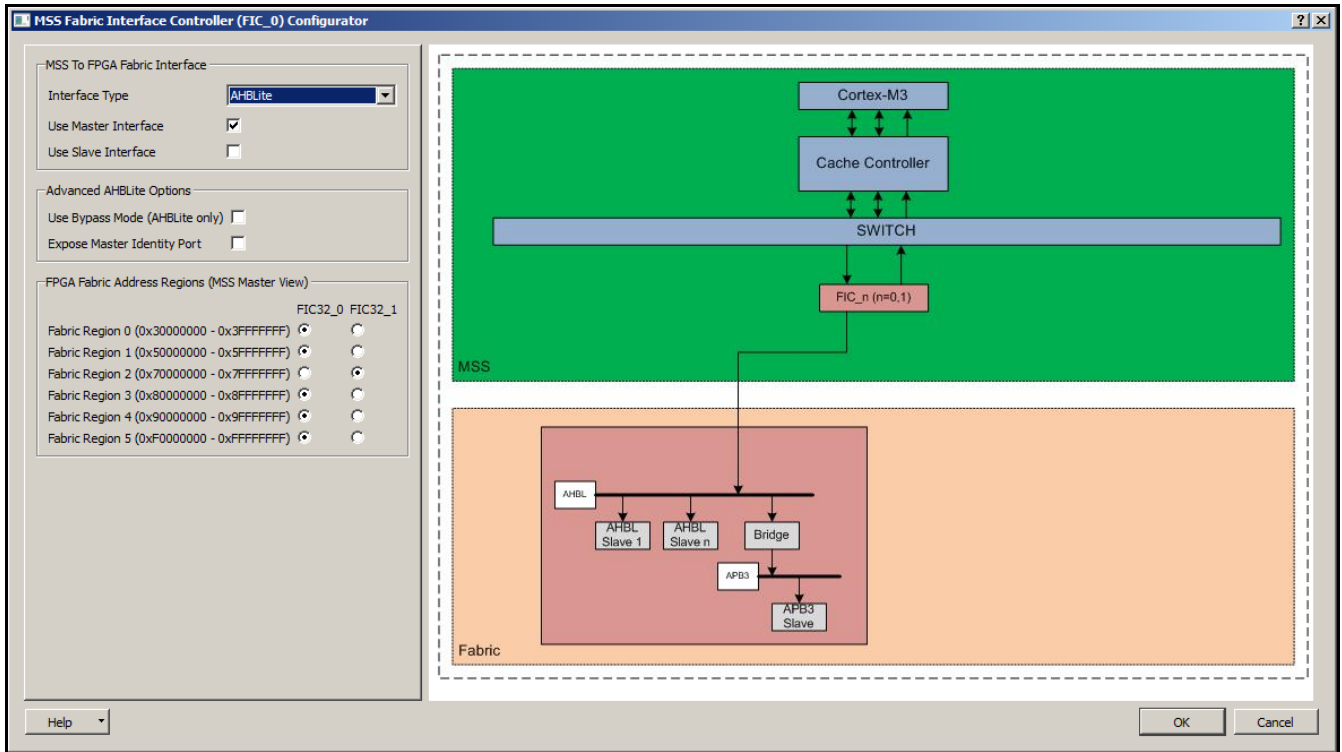 MSS Fabric Interface Controller (FIC_0) Configurator
MSS To FPGA Fabric Interface
Interface Type AHBLite
Use Master Interface
Use Slave Interface
Advanced AHBLite Options
Use Bypass Mode (AHBLite only)
Expose Master Identity Port
FPGA Fabric Address Regions (MSS Master View)
FIC32_0 FIC32_1
Fabric Region 0 (0x30000000 - 0x3FFFFFFF)
Fabric Region 1 (0x50000000 - 0x5FFFFFFF)
Fabric Region 2 (0x70000000 - 0x7FFFFFFF)
Fabric Region 3 (0x80000000 - 0x8FFFFFFF)
Fabric Region 4 (0x90000000 - 0x9FFFFFFF)
Fabric Region 5 (0xF0000000 - 0xFFFFFFFF)
Cortex-M3
Cache Controller
SWITCH
FIC_n (n=0,1)
MSS
AHBL
AHBL
Slave 1
AHBL
Slave n
Bridge
APB3
APB3
Slave
Fabric
Help
OK
Cancel